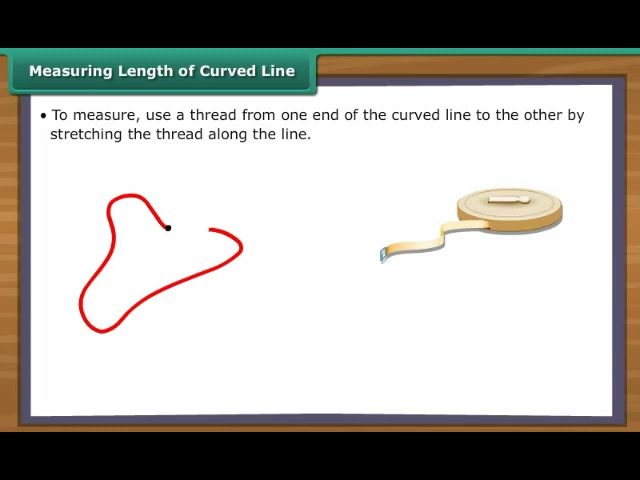 Measuring Length of Curved Line
• To measure, use a thread from one end of the curved line to the other by
stretching the thread along the line.